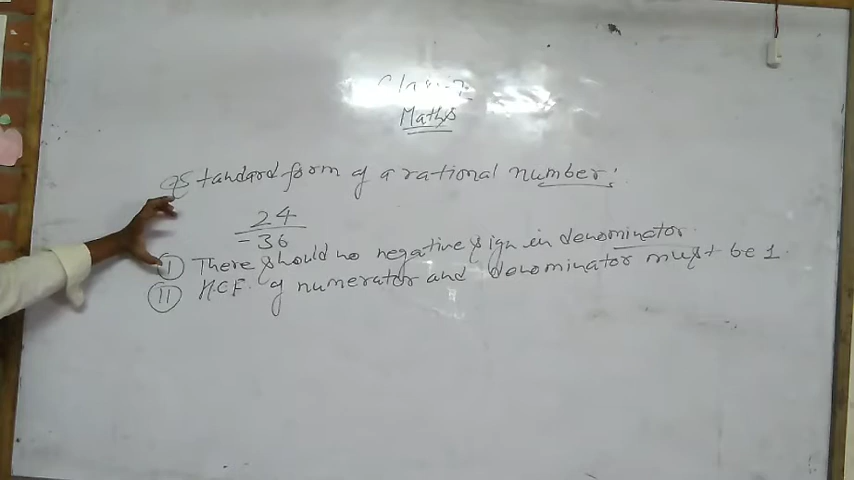 Maths
Standard form of a rational number:
24
-36
I There should no negative sign in denominator.
II H.C.F. of numerator and denominator must be 1.